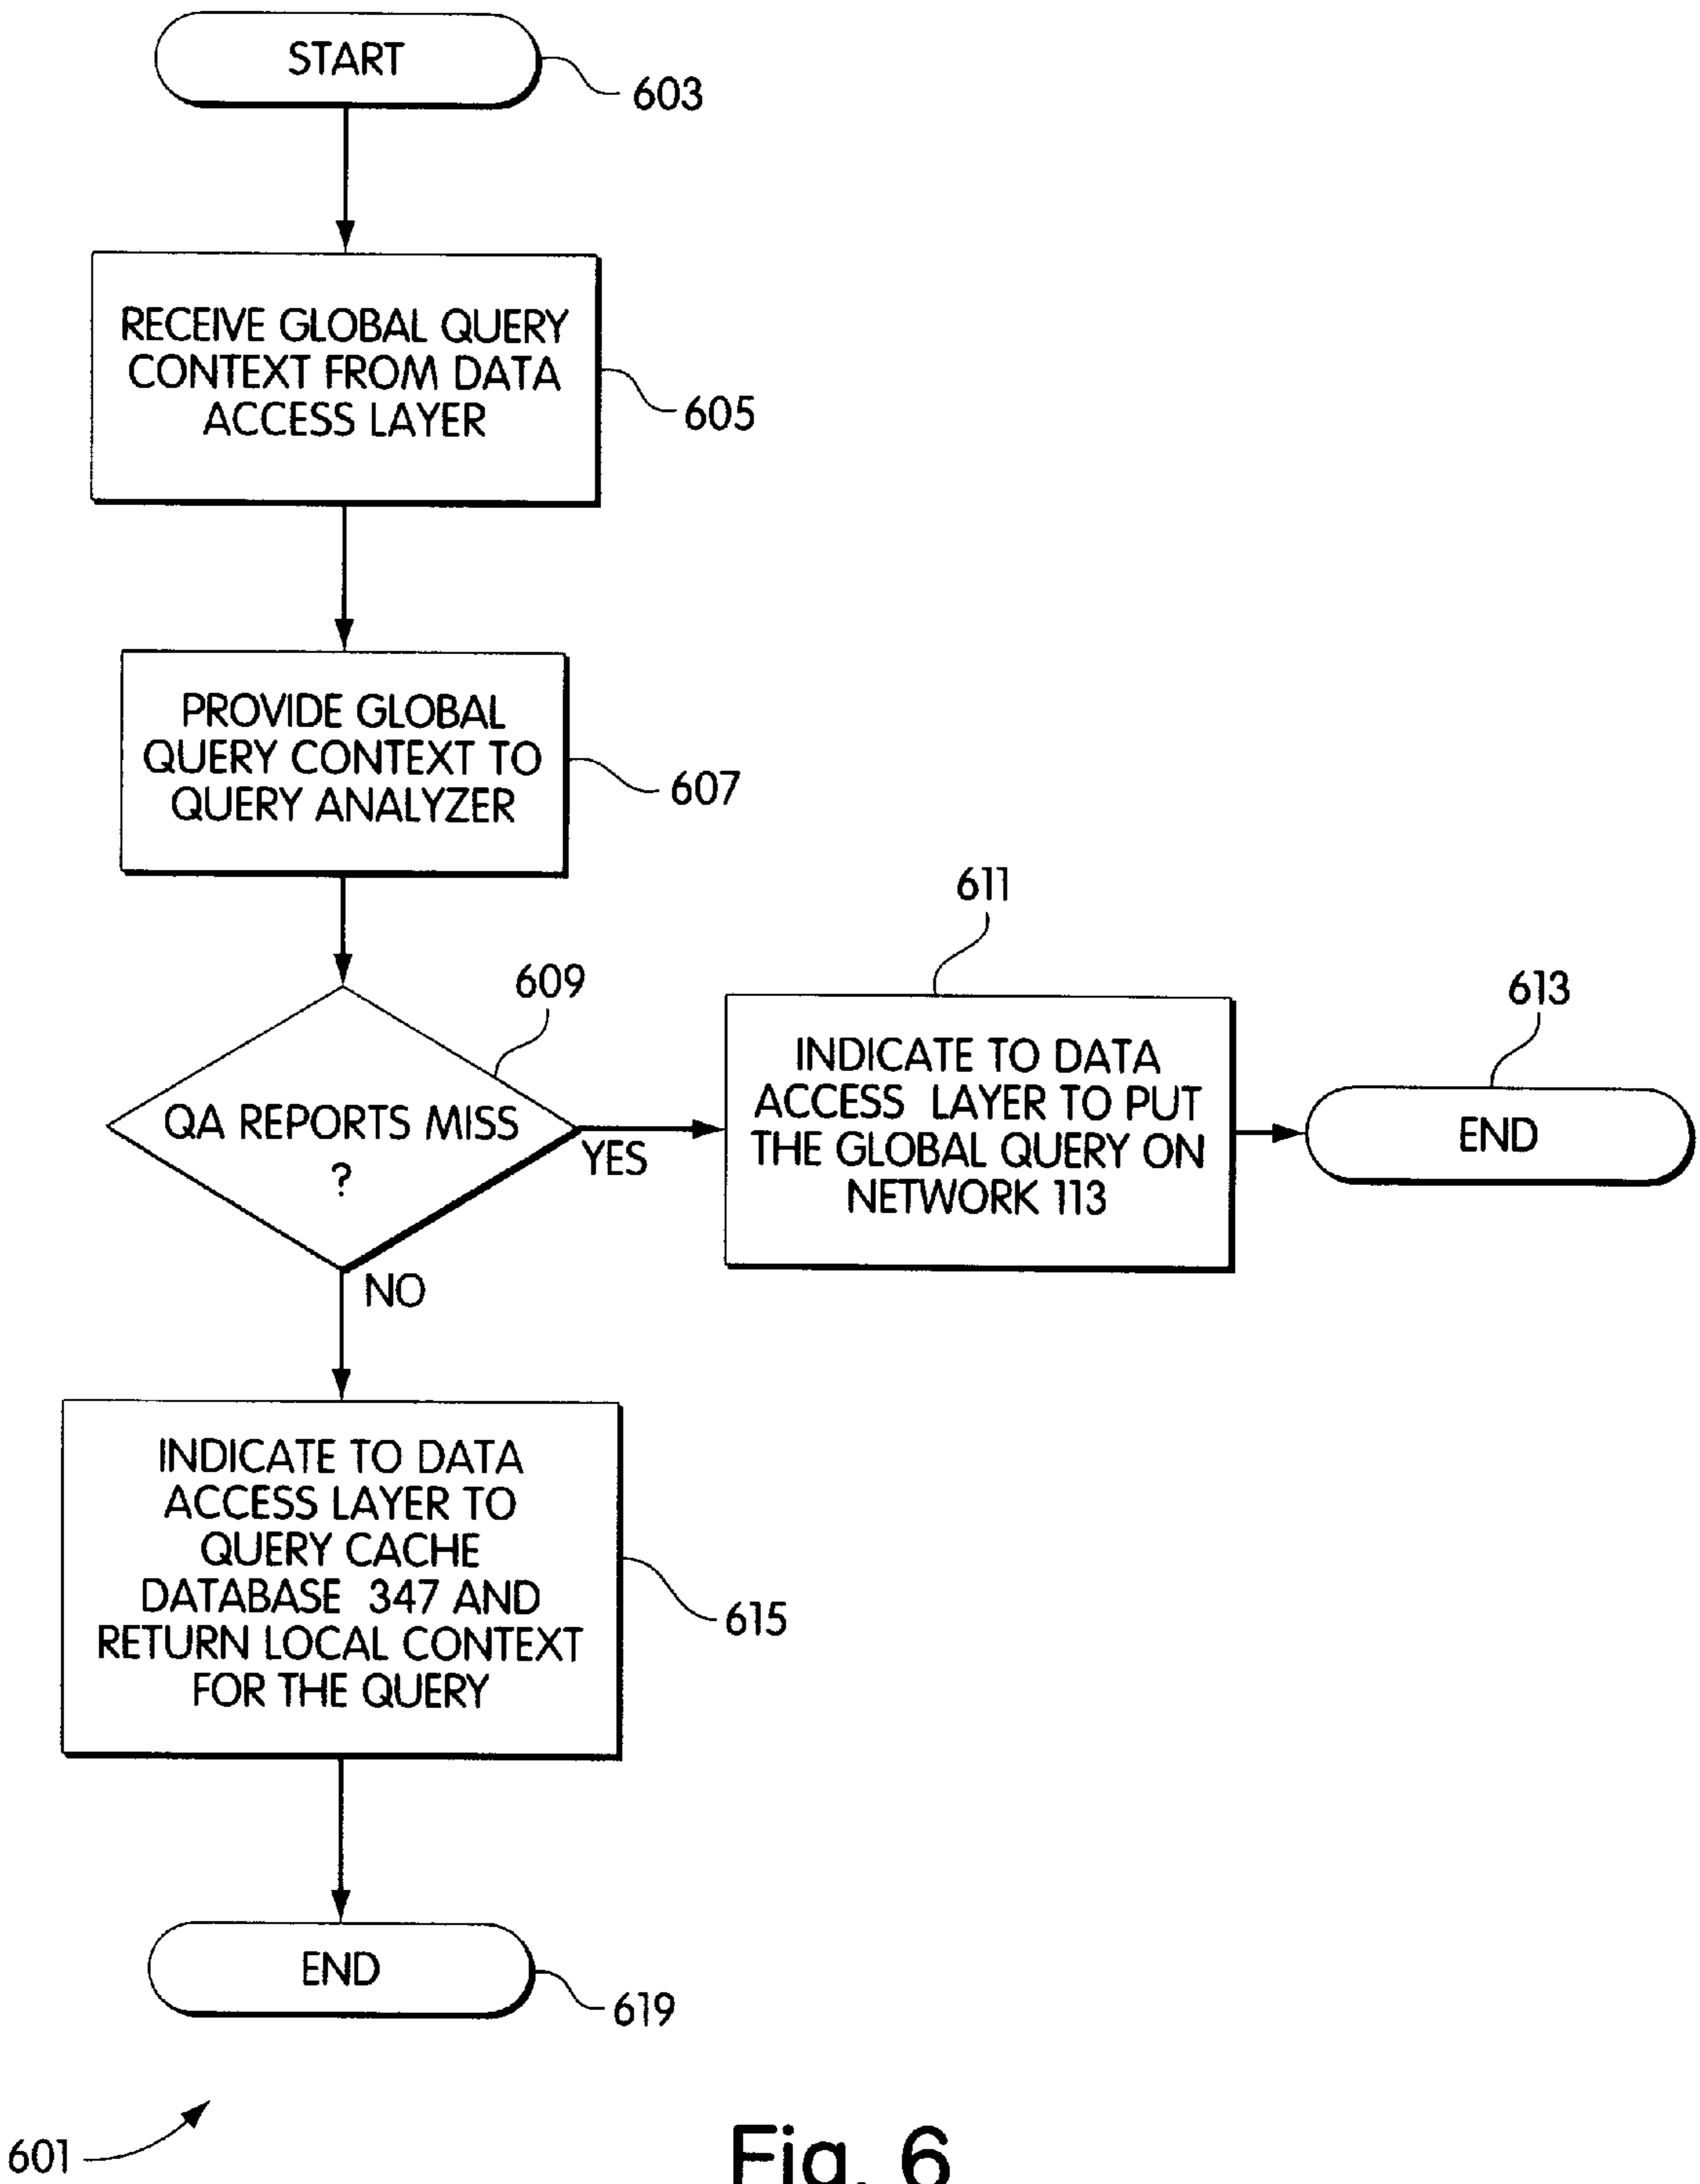 START
603
RECEIVE GLOBAL QUERY
CONTEXT FROM DATA
ACCESS LAYER
605
PROVIDE GLOBAL
QUERY CONTEXT TO
QUERY ANALYZER
607
609
QA REPORTS MISS
?
YES
NO
611
INDICATE TO DATA
ACCESS LAYER TO PUT
THE GLOBAL QUERY ON
NETWORK 113
613
END
INDICATE TO DATA
ACCESS LAYER TO
QUERY CACHE
DATABASE 347 AND
RETURN LOCAL CONTEXT
FOR THE QUERY
615
END
619
601
Fig. 6